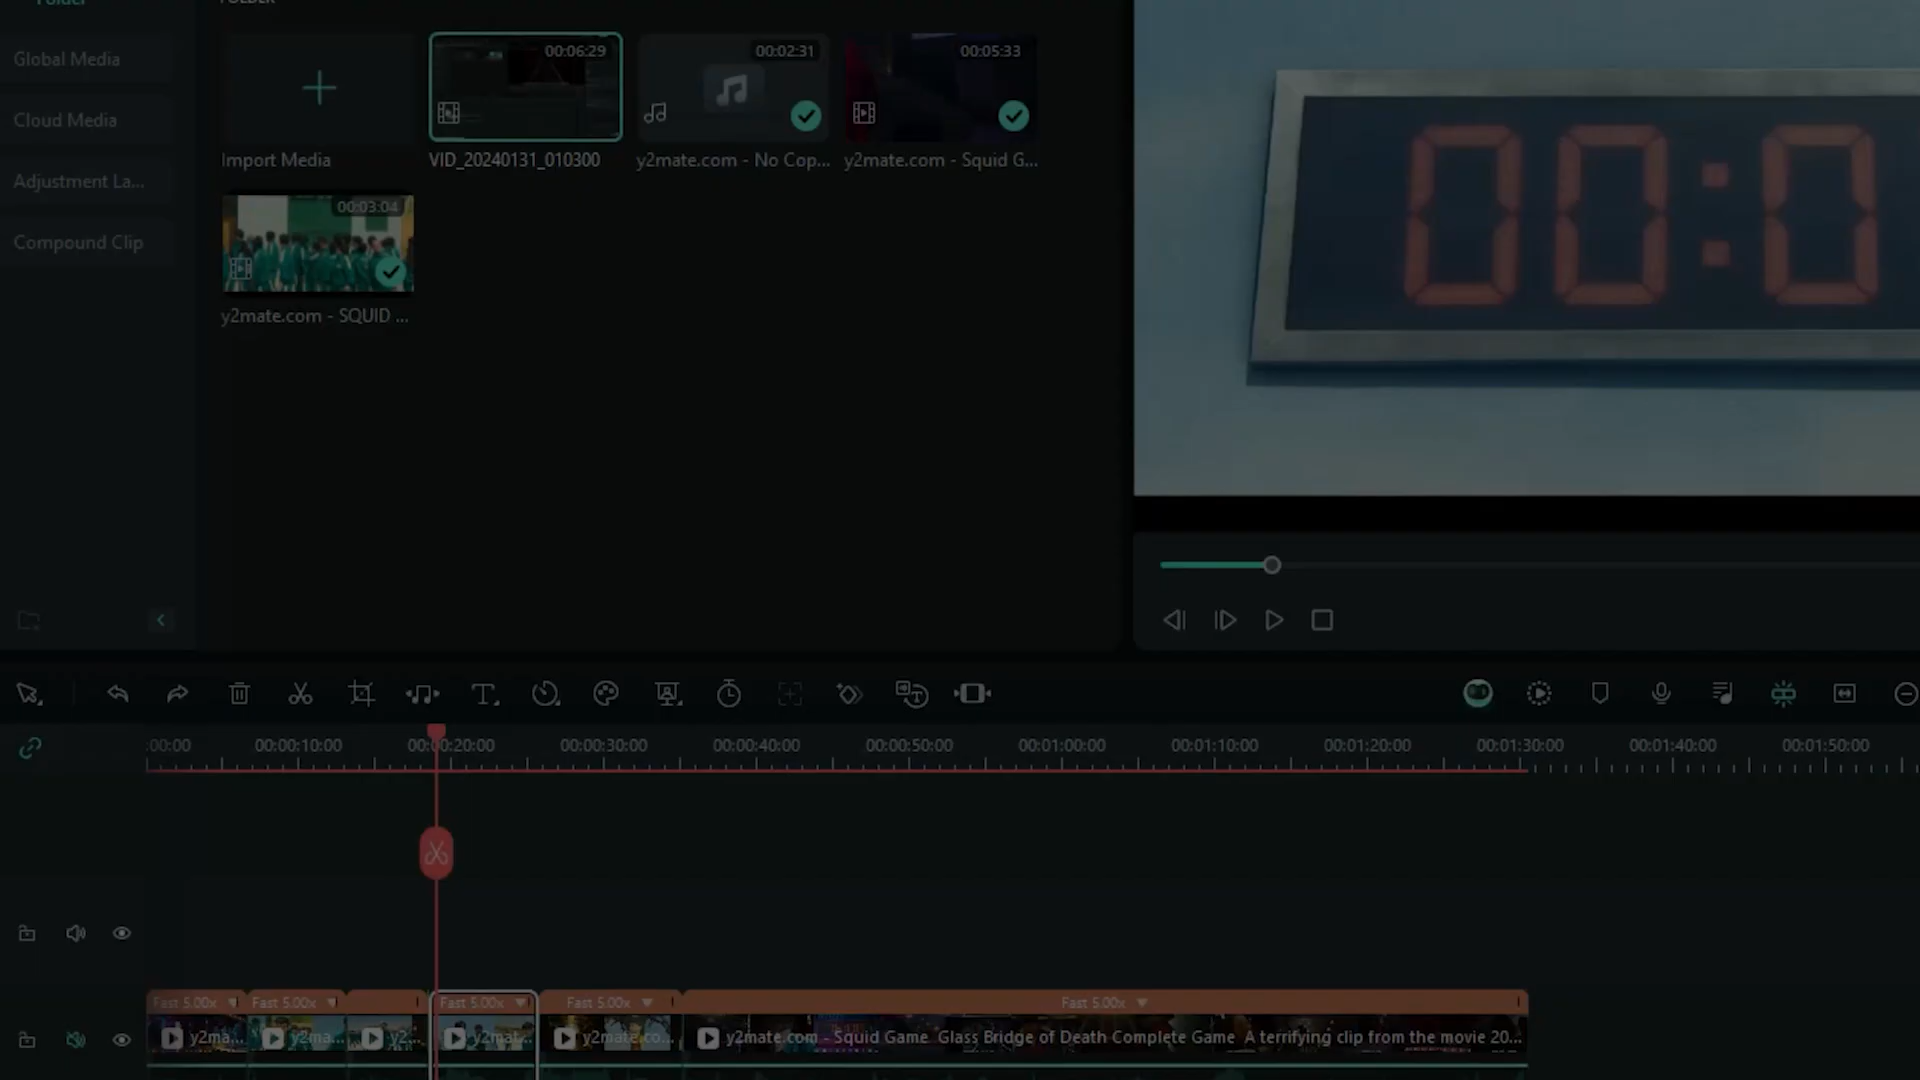 Folder
FOLDER
Global Media
Cloud Media
Adjustment La...
Compound Clip
Import Media
00:06:29
VID_20240131_010300
00:02:31
y2mate.com - No Cop...
00:05:33
y2mate.com - Squid G...
00:03:04
y2mate.com - SQUID ...
00:0
:00:00
00:00:10:00
00:00:20:00
00:00:30:00
00:00:40:00
00:00:50:00
00:01:00:00
00:01:10:00
00:01:20:00
00:01:30:00
00:01:40:00
00:01:50:00
Fast 5.00x
Fast 5.00x
Fast 5.00x
Fast 5.00x
Fast 5.00x
y2ma...
y2ma...
y2...
y2mat...
y2mate.co...
y2mate.com - Squid Game Glass Bridge of Death Complete Game A terrifying clip from the movie 20...